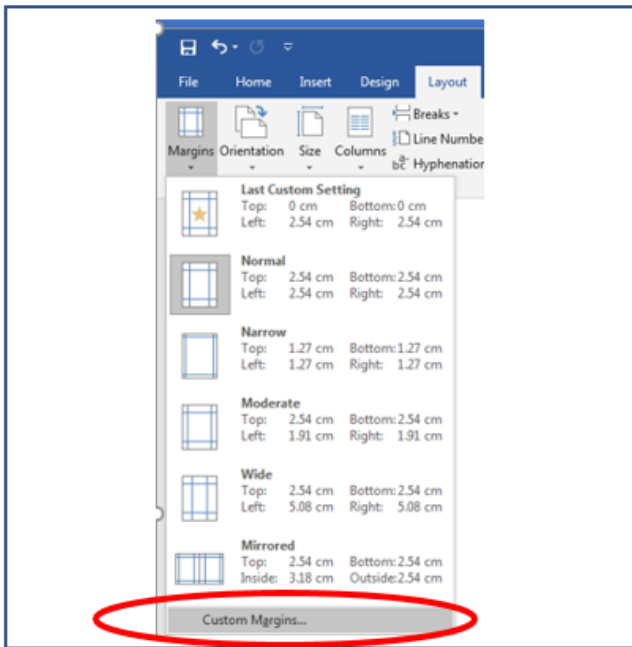 File Home Insert Design Layout
Breaks
Line Numbe
Margins Orientation Size Columns
Hyphenation
Last Custom Setting
Top: 0 cm Bottom: 0 cm
Left: 2.54 cm Right: 2.54 cm
Normal
Top: 2.54 cm Bottom: 2.54 cm
Left: 2.54 cm Right: 2.54 cm
Narrow
Top: 1.27 cm Bottom: 1.27 cm
Left: 1.27 cm Right: 1.27 cm
Moderate
Top: 2.54 cm Bottom: 2.54 cm
Left: 1.91 cm Right: 1.91 cm
Wide
Top: 2.54 cm Bottom: 2.54 cm
Left: 5.08 cm Right: 5.08 cm
Mirrored
Top: 2.54 cm Bottom: 2.54 cm
Inside: 3.18 cm Outside: 2.54 cm
Custom Margins...